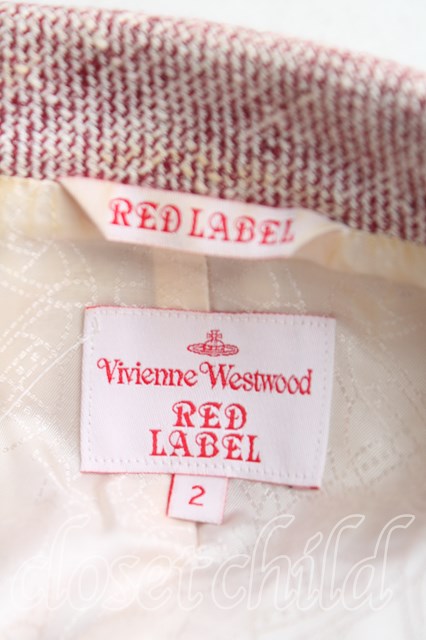 RED LABEL
Vivienne Westwood
RED
LABEL
2
closet child